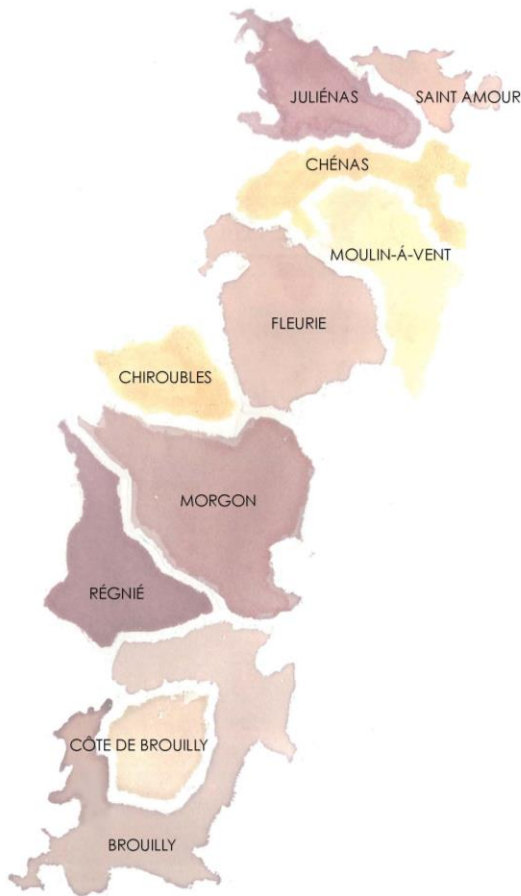 JULIÉNAS
SAINT AMOUR
CHÉNAS
MOULIN-Á-VENT
FLEURIE
CHIROUBLES
MORGON
RÉGNIÉ
CÔTE DE BROUILLY
BROUILLY